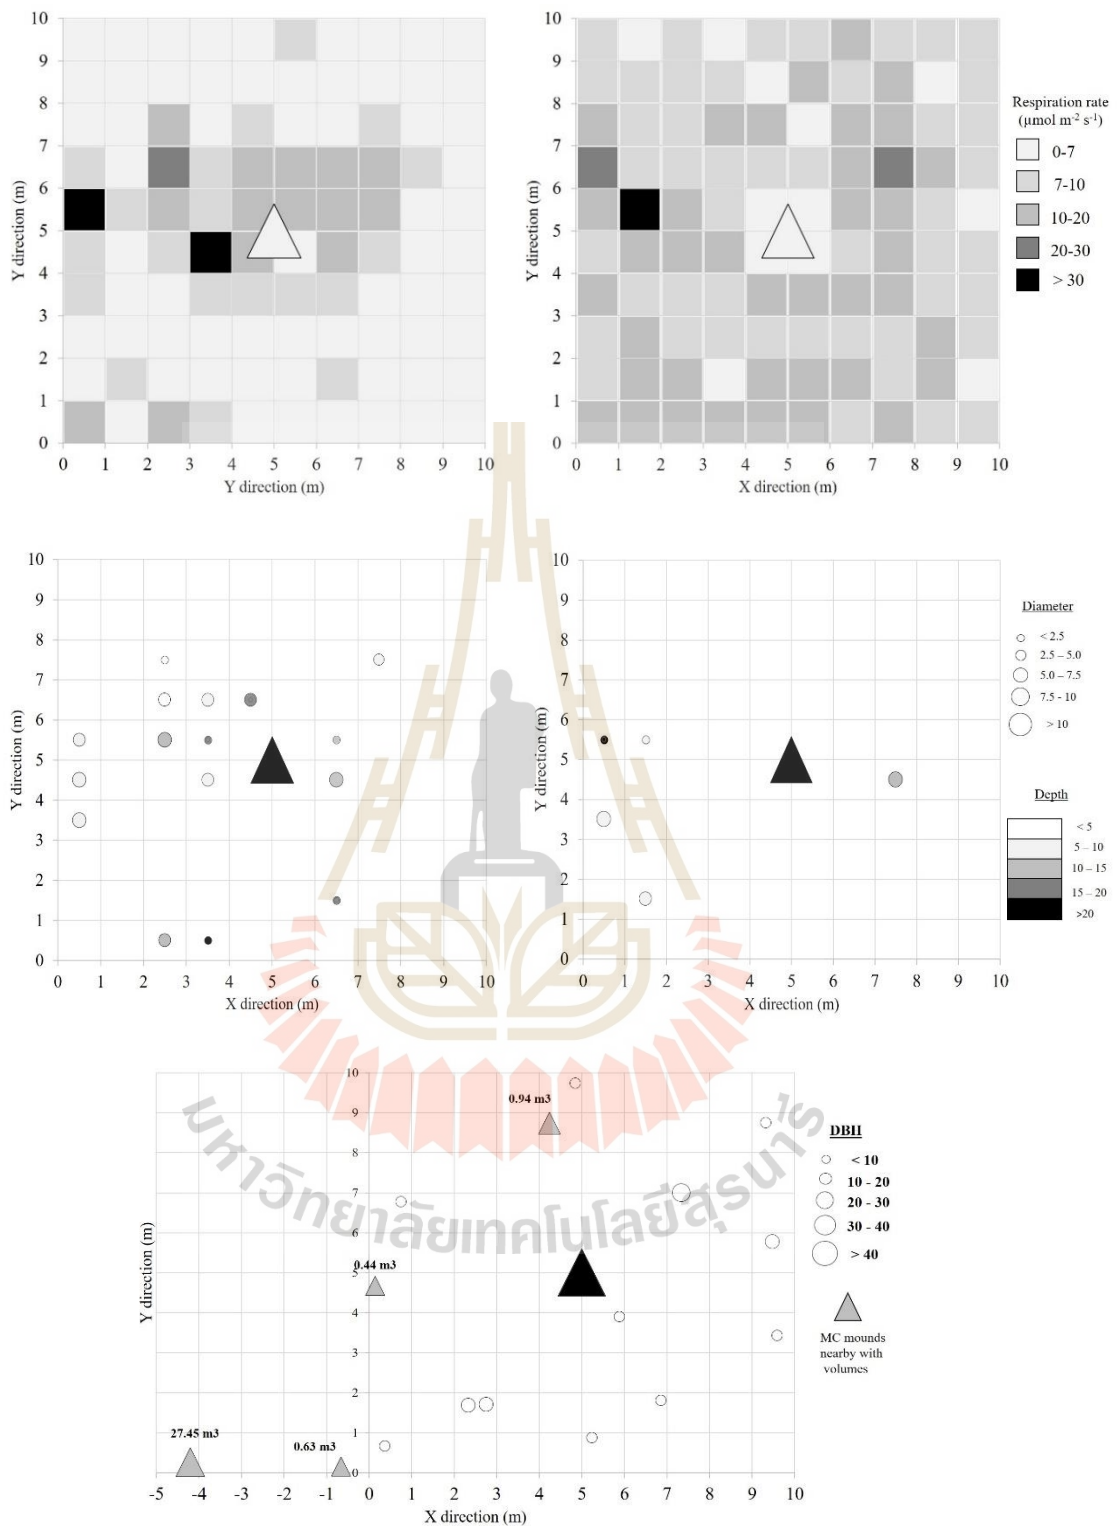 10
9
8
7
6
5
4
3
2
1
0
Y direction (m)
0 1 2 3 4 5 6 7 8 9 10
Y direction (m)
10
9
8
7
6
5
4
3
2
1
0
Y direction (m)
0 1 2 3 4 5 6 7 8 9 10
X direction (m)
Respiration rate
(µmol m-2 s-1)
0-7
7-10
10-20
20-30
> 30
10
9
8
7
6
5
4
3
2
1
0
Y direction (m)
0 1 2 3 4 5 6 7 8 9 10
X direction (m)
10
9
8
7
6
5
4
3
2
1
0
Y direction (m)
0 1 2 3 4 5 6 7 8 9 10
X direction (m)
Diameter
< 2.5
2.5 – 5.0
5.0 – 7.5
7.5 - 10
> 10
Depth
< 5
5 – 10
10 – 15
15 – 20
>20
10
9
8
7
6
5
4
3
2
1
0
Y direction (m)
0.94 m3
0.44 m3
27.45 m3
0.63 m3
-5 -4 -3 -2 -1 0 1 2 3 4 5 6 7 8 9 10
X direction (m)
DBH
< 10
10 - 20
20 - 30
30 - 40
> 40
MC mounds
nearby with
volumes
มหาวิทยาลัยเทคโนโลยีสุรนารี